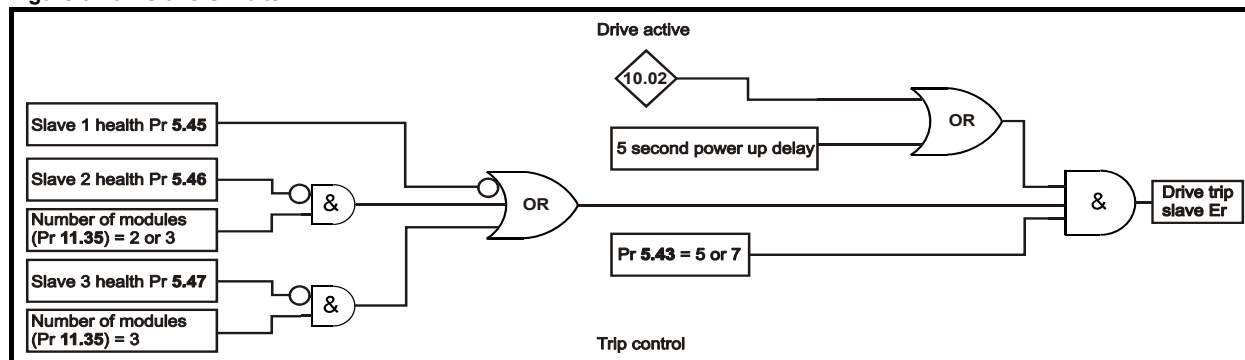 Drive active
10.02
Slave 1 health Pr 5.45
OR
5 second power up delay
Slave 2 health Pr 5.46
&
Number of modules
(Pr 11.35) = 2 or 3
OR
&
Drive trip
slave Er
Pr 5.43 = 5 or 7
Slave 3 health Pr 5.47
&
Number of modules
(Pr 11.35) = 3
Trip control